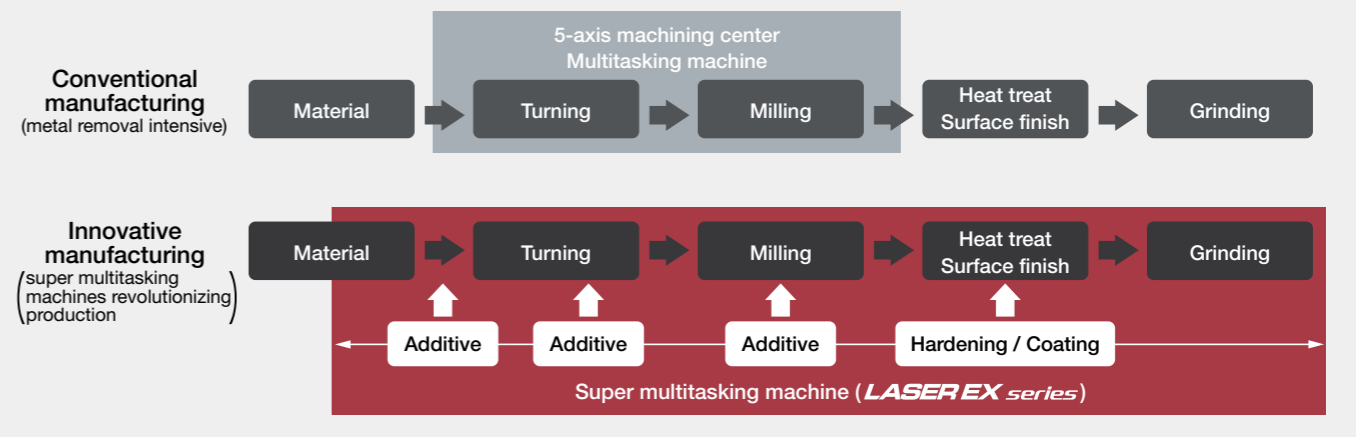 5-axis machining center
Multitasking machine
Conventional
manufacturing
(metal removal intensive)
Material
Turning
Milling
Heat treat
Surface finish
Grinding
Innovative
manufacturing
(super multitasking
machines revolutionizing
production)
Material
Turning
Milling
Heat treat
Surface finish
Grinding
Additive
Additive
Additive
Hardening / Coating
Super multitasking machine (LASER EX series)